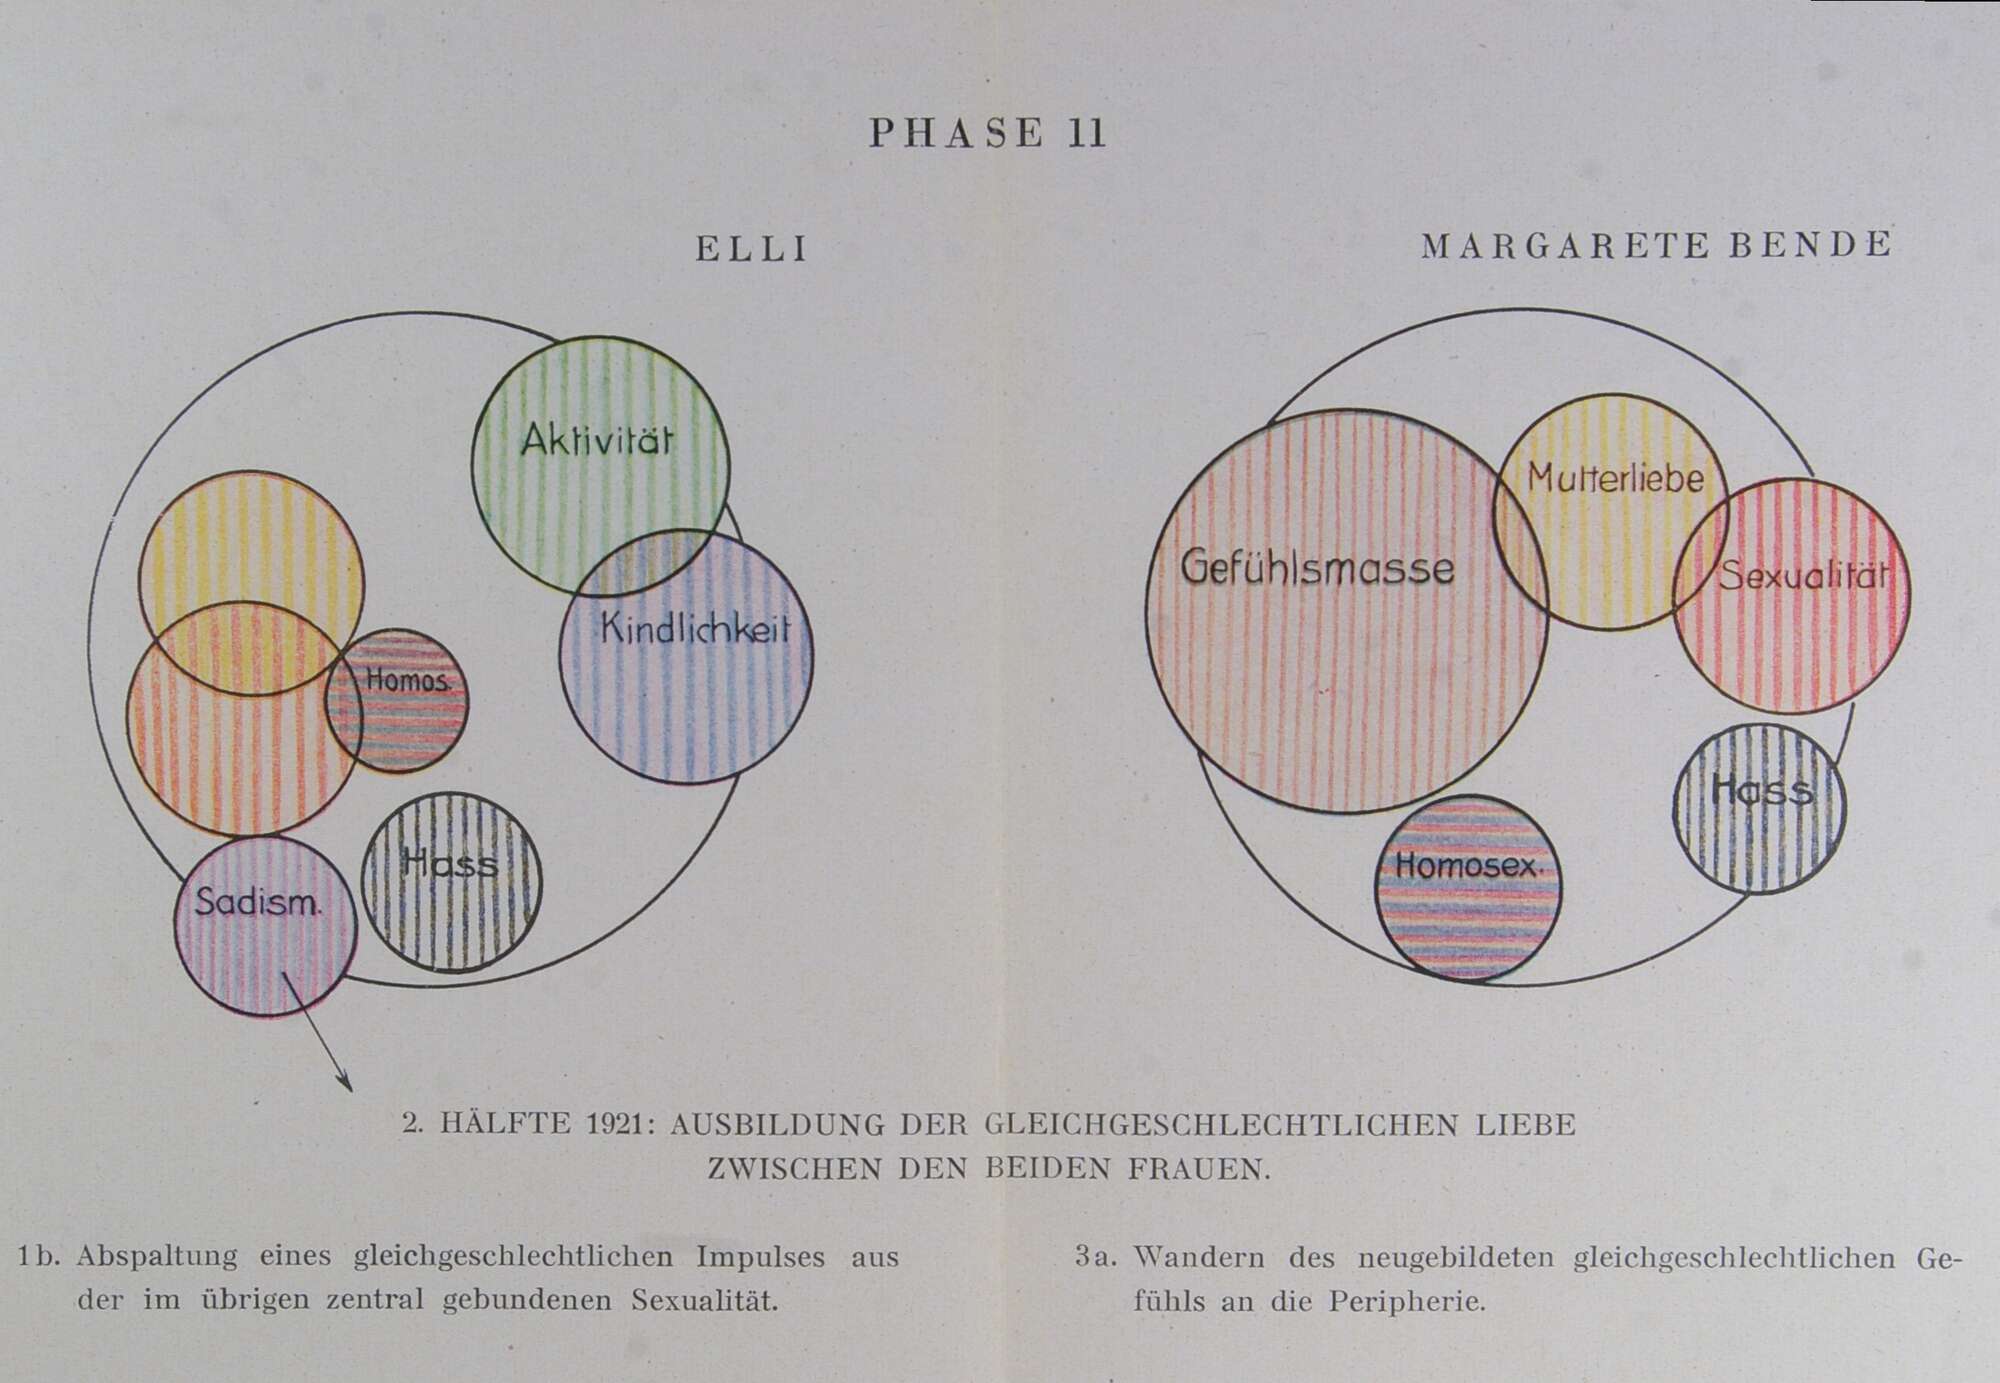 PHASE 11
ELLI
MARGARETE BENDE
Aktivität
Kindlichkeit
Homos.
Hass
Sadism.
Gefühlsmasse
Mutterliebe
Sexualität
Hass
Homosex.
2. HÄLFTE 1921: AUSBILDUNG DER GLEICHGESCHLECHTLICHEN LIEBE
ZWISCHEN DEN BEIDEN FRAUEN.
1b. Abspaltung eines gleichgeschlechtlichen Impulses aus
der im übrigen zentral gebundenen Sexualität.
3a. Wandern des neugebildeten gleichgeschlechtlichen Ge-
fühls an die Peripherie.